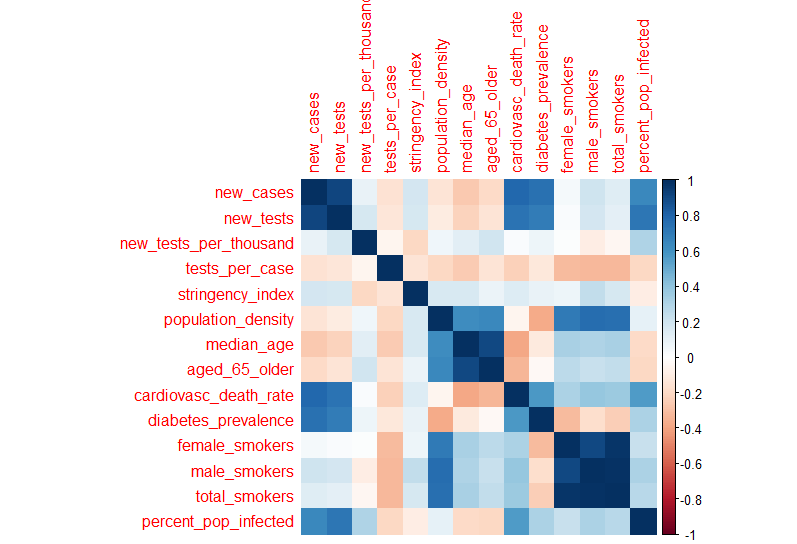 new_cases
new_tests
new_tests_per_thousand
tests_per_case
stringency_index
population_density
median_age
aged_65_older
cardiovasc_death_rate
diabetes_prevalence
female_smokers
male_smokers
total_smokers
percent_pop_infected
new_cases
new_tests
new_tests_per_thousand
tests_per_case
stringency_index
population_density
median_age
aged_65_older
cardiovasc_death_rate
diabetes_prevalence
female_smokers
male_smokers
total_smokers
percent_pop_infected
1
0.8
0.6
0.4
0.2
0
-0.2
-0.4
-0.6
-0.8
-1